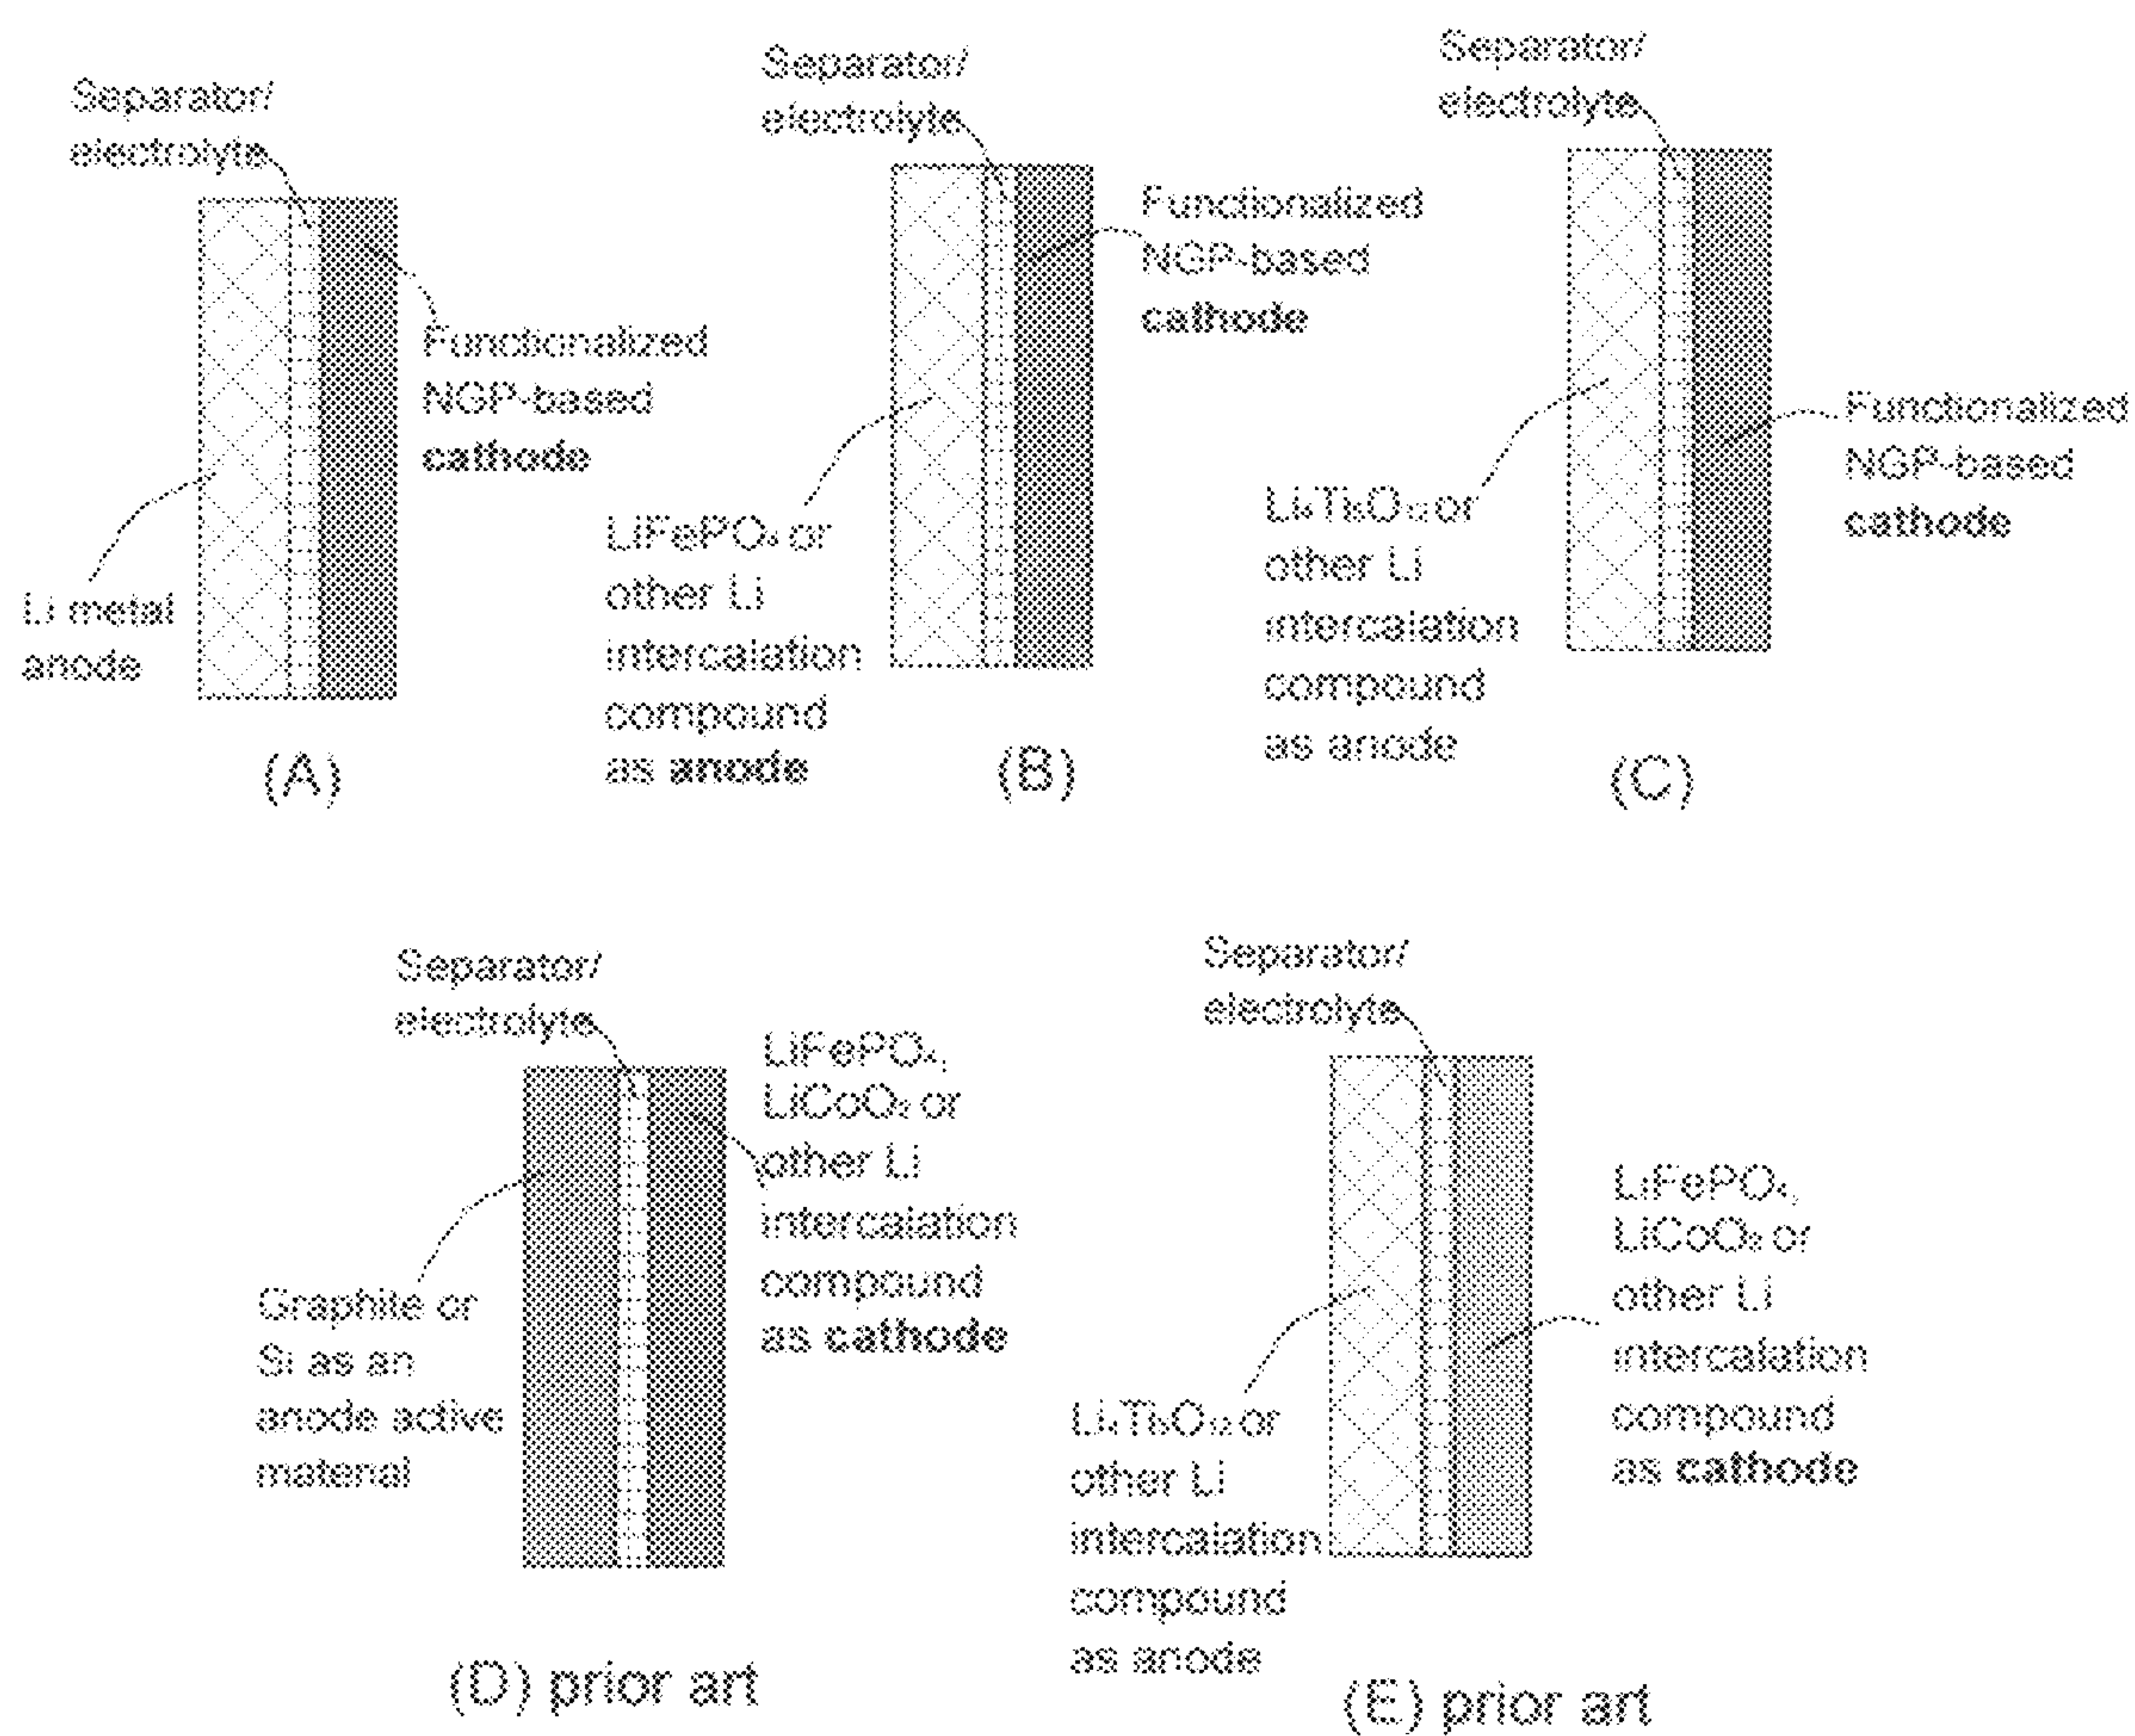 Separator/
electrolyte
Functionalized
NGP-based
cathode
Li metal
anode
(A)
Separator/
electrolyte
Functionalized
NGP-based
cathode
LiFePO₄ or
other Li
intercalation
compound
as anode
(B)
Separator/
electrolyte
Functionalized
NGP-based
cathode
Li₄Ti₅O₁₂ or
other Li
intercalation
compound
as anode
(C)
Separator/
electrolyte
LiFePO₄,
LiCoO₂ or
other Li
intercalation
compound
as cathode
Graphite or
Si as an
anode active
material
(D) prior art
Separator/
electrolyte
LiFePO₄,
LiCoO₂ or
other Li
intercalation
compound
as cathode
Li₄Ti₅O₁₂ or
other Li
intercalation
compound
as anode
(E) prior art